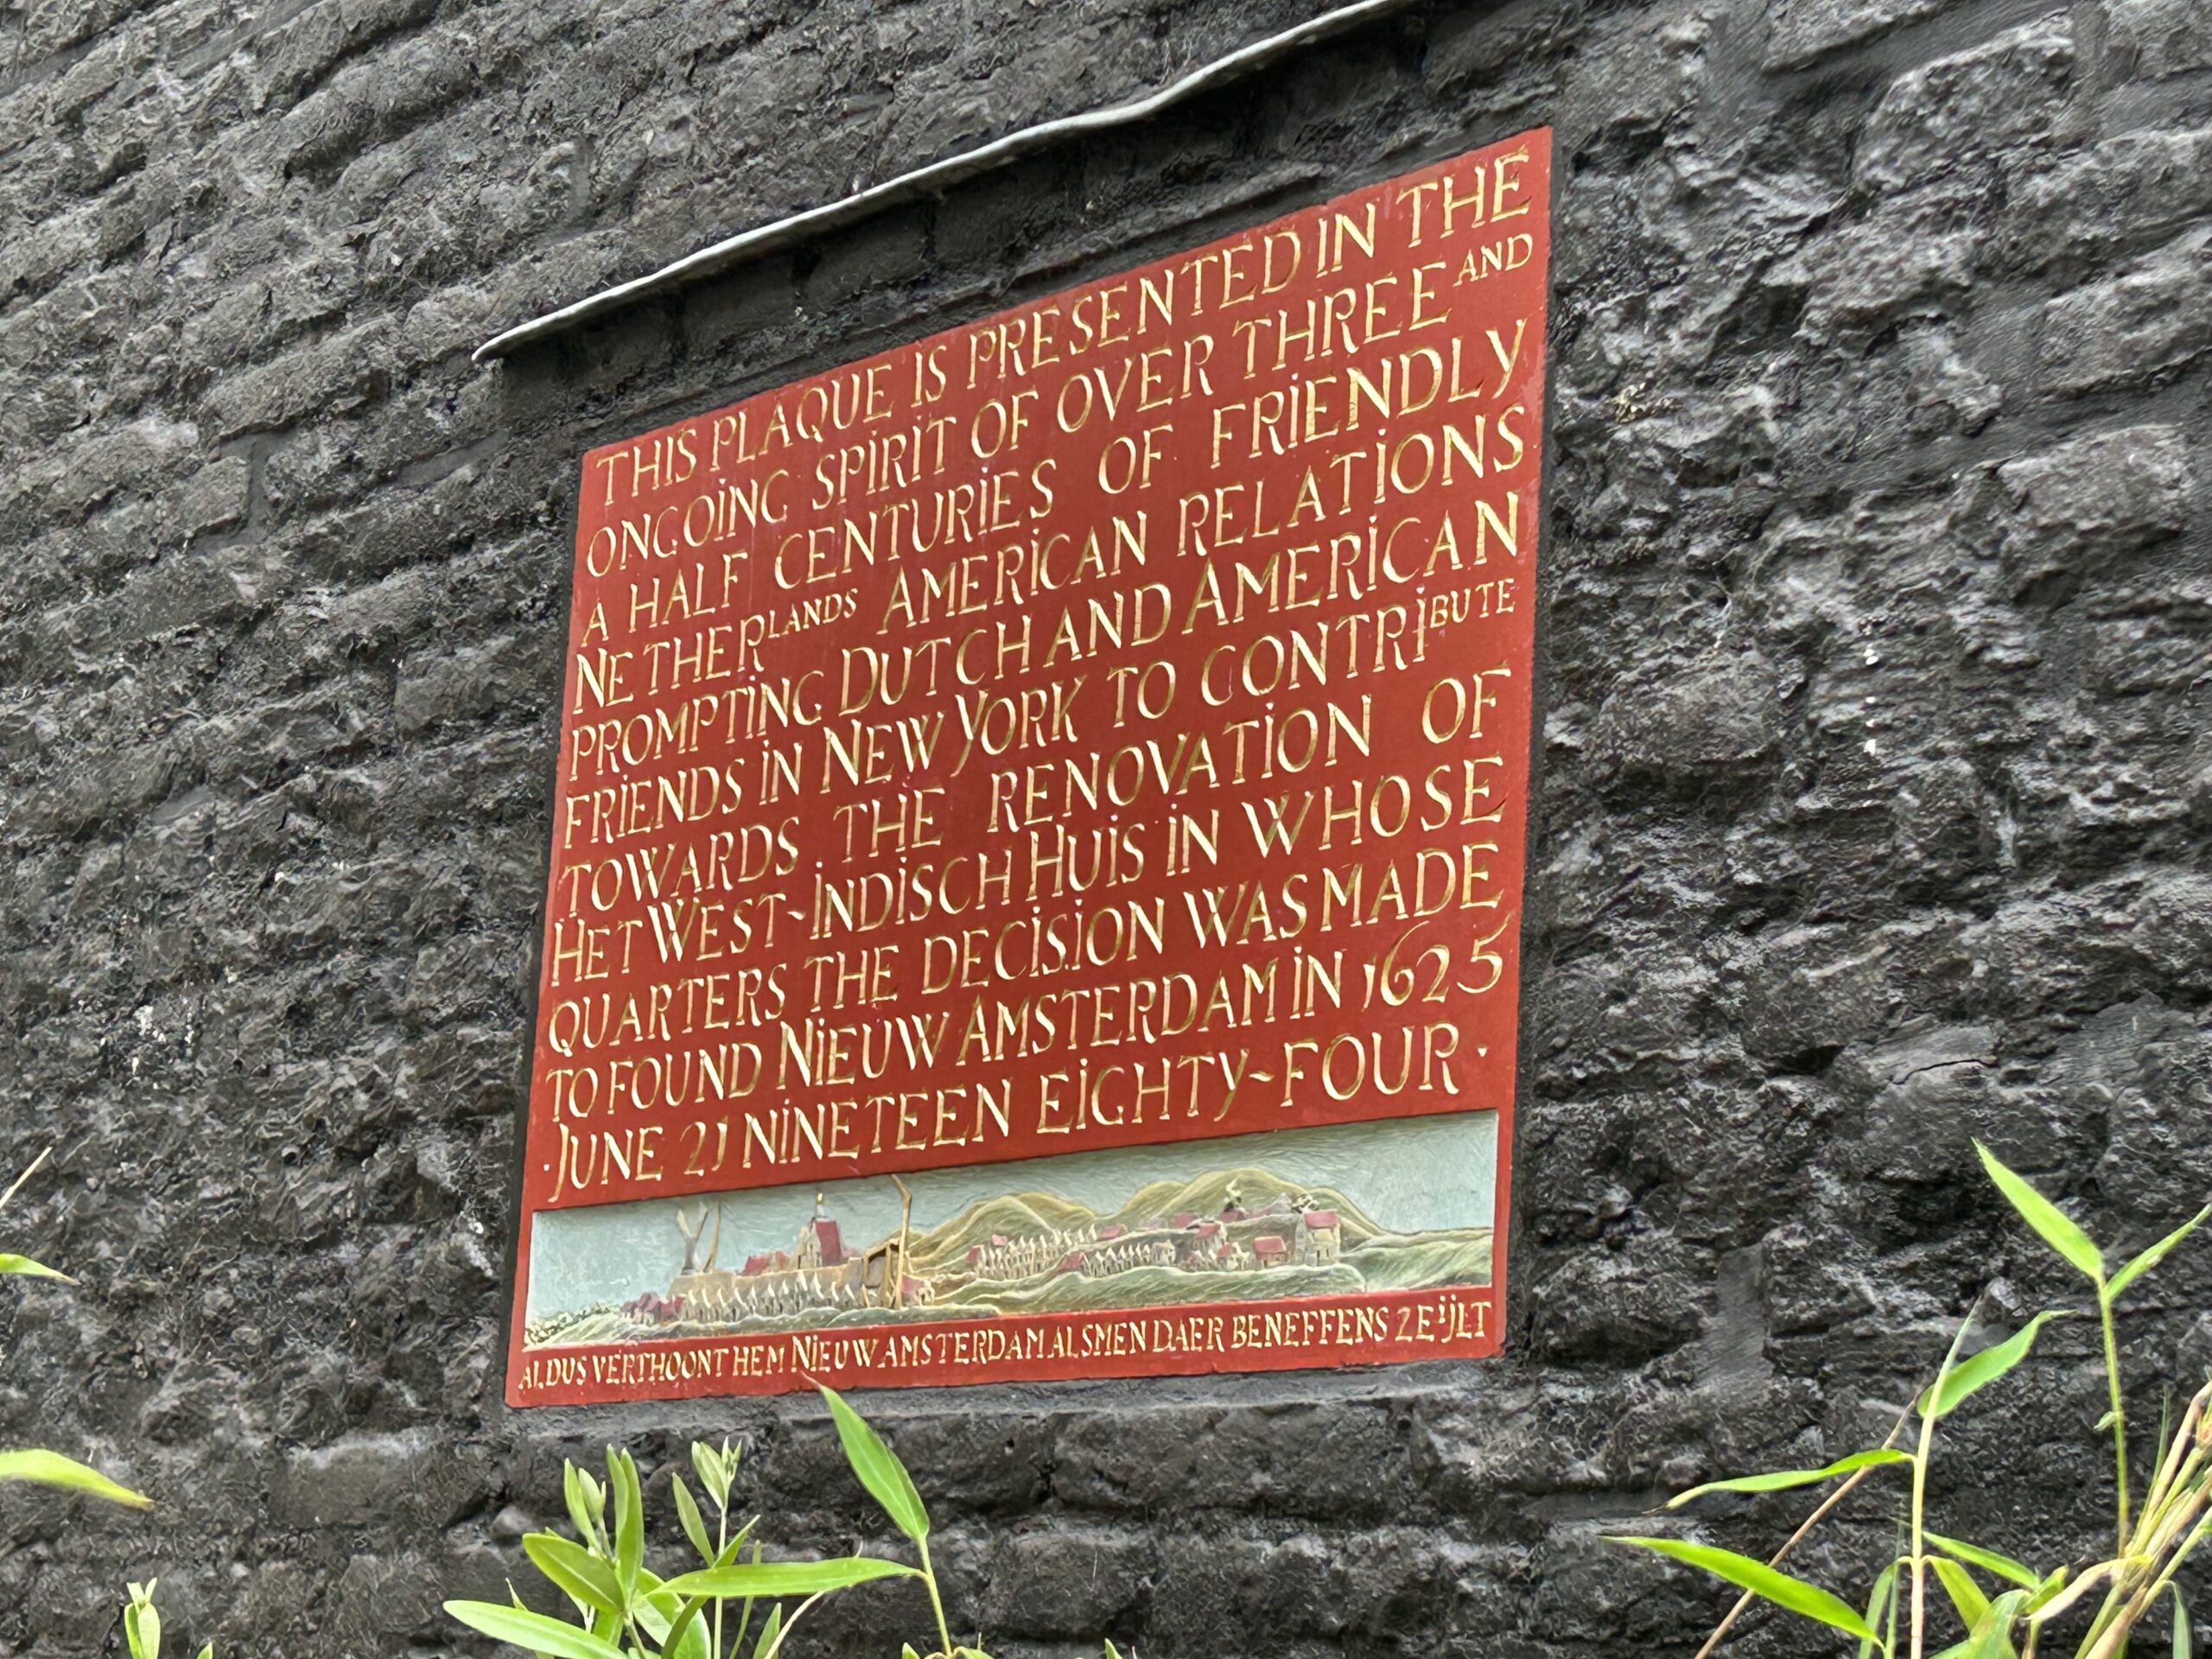 THIS PLAQUE IS PRESENTED IN THE
ONGOING SPIRIT OF OVER THREE AND
A HALF CENTURIES OF FRIENDLY
NETHERLANDS AMERICAN RELATIONS
PROMPTING DUTCH AND AMERICAN
FRIENDS IN NEW YORK TO CONTRIBUTE
TOWARDS THE RENOVATION OF
HET WEST-INDISCH HUIS IN WHOSE
QUARTERS THE DECISION WAS MADE
TO FOUND NIEUW AMSTERDAM IN 1625
·JUNE 21 NINETEEN EIGHTY-FOUR·
ALDUS VERTHOONT HEM NIEUW AMSTERDAM ALSMEN DAER BENEFFENS ZEIJLT